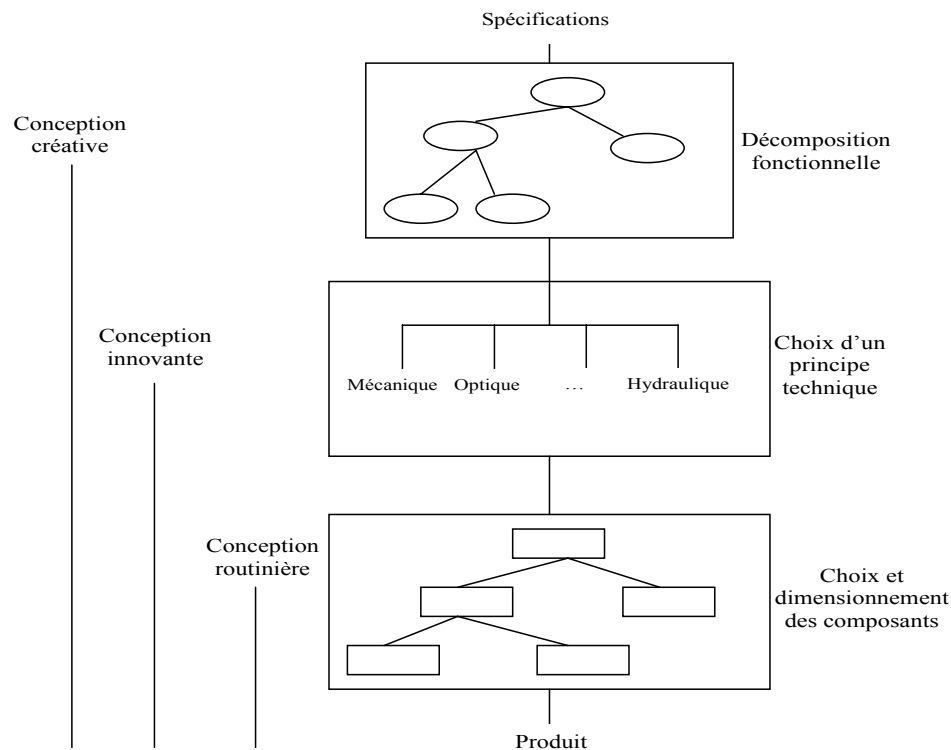 Spécifications
Conception
créative
Décomposition
fonctionnelle
Conception
innovante
Choix d’un
principe
technique
Mécanique Optique … Hydraulique
Conception
routinière
Choix et
dimensionnement
des composants
Produit